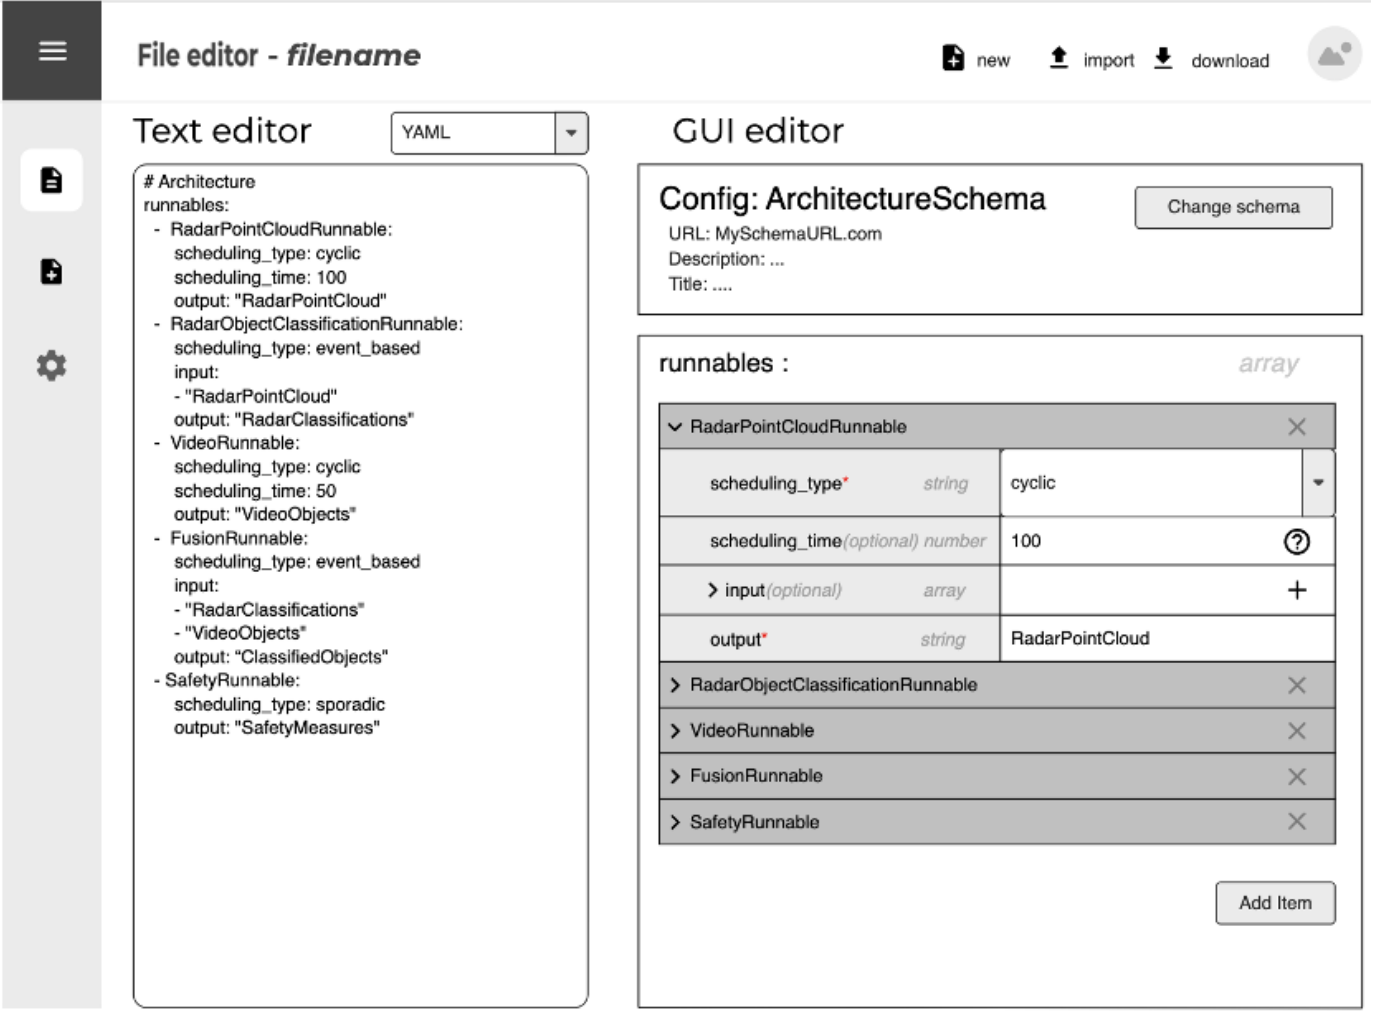 File editor - filename
new
import
download
Text editor
YAML
# Architecture
runnables:
- RadarPointCloudRunnable:
scheduling_type: cyclic
scheduling_time: 100
output: "RadarPointCloud"
- RadarObjectClassificationRunnable:
scheduling_type: event_based
input:
- "RadarPointCloud"
output: "RadarClassifications"
- VideoRunnable:
scheduling_type: cyclic
scheduling_time: 50
output: "VideoObjects"
- FusionRunnable:
scheduling_type: event_based
input:
- "RadarClassifications"
- "VideoObjects"
output: "ClassifiedObjects"
- SafetyRunnable:
scheduling_type: sporadic
output: "SafetyMeasures"
GUI editor
Config: ArchitectureSchema
Change schema
URL: MySchemaURL.com
Description: ...
Title: ....
runnables :
array
RadarPointCloudRunnable
scheduling_type* string cyclic
scheduling_time(optional) number 100
input(optional) array
output* string RadarPointCloud
RadarObjectClassificationRunnable
VideoRunnable
FusionRunnable
SafetyRunnable
Add Item